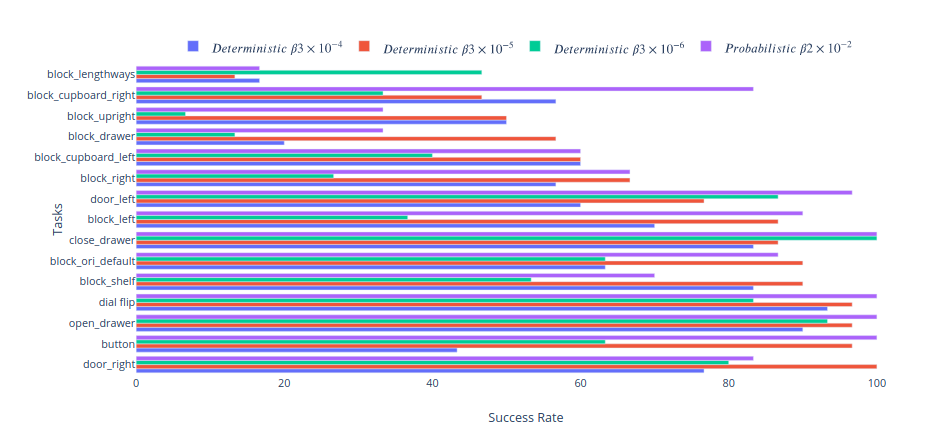 Deterministic β3 × 10⁻⁴ Deterministic β3 × 10⁻⁵ Deterministic β3 × 10⁻⁶ Probabilistic β2 × 10⁻²
block_lengthways
block_cupboard_right
block_upright
block_drawer
block_cupboard_left
block_right
door_left
block_left
close_drawer
block_ori_default
block_shelf
dial flip
open_drawer
button
door_right
Tasks
0 20 40 60 80 100
Success Rate